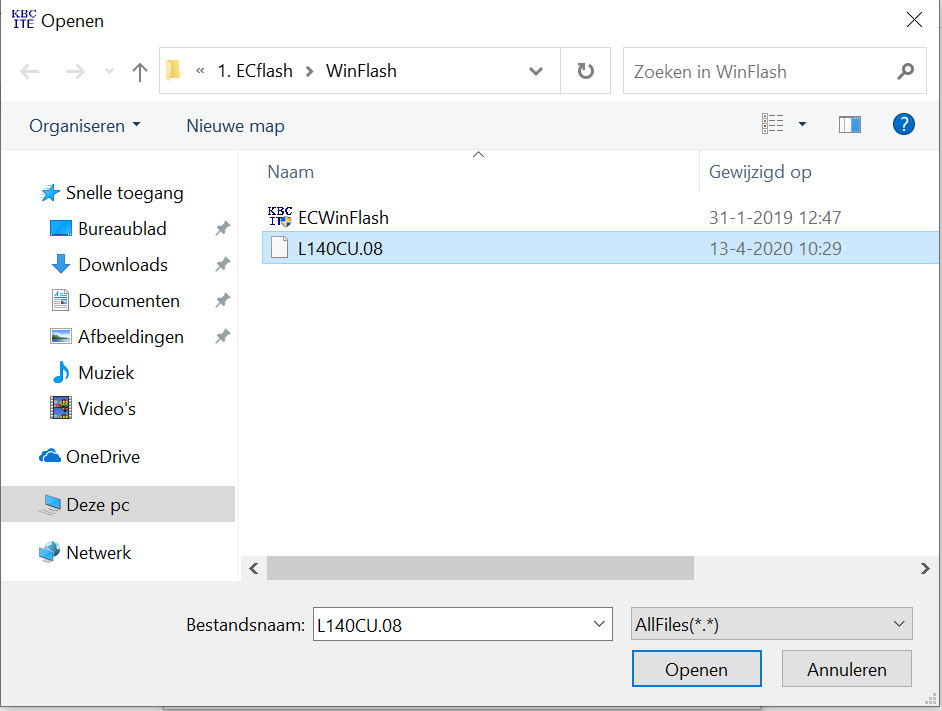 KBC
ITE Openen
« 1. ECflash > WinFlash
Zoeken in WinFlash
Organiseren
Nieuwe map
?
Naam
Gewijzigd op
Snelle toegang
Bureaublad
Downloads
Documenten
Afbeeldingen
Muziek
Video's
OneDrive
Deze pc
Netwerk
KBC
IT ECWinFlash 31-1-2019 12:47
L140CU.08 13-4-2020 10:29
Bestandsnaam: L140CU.08
AllFiles(*.*)
Openen
Annuleren